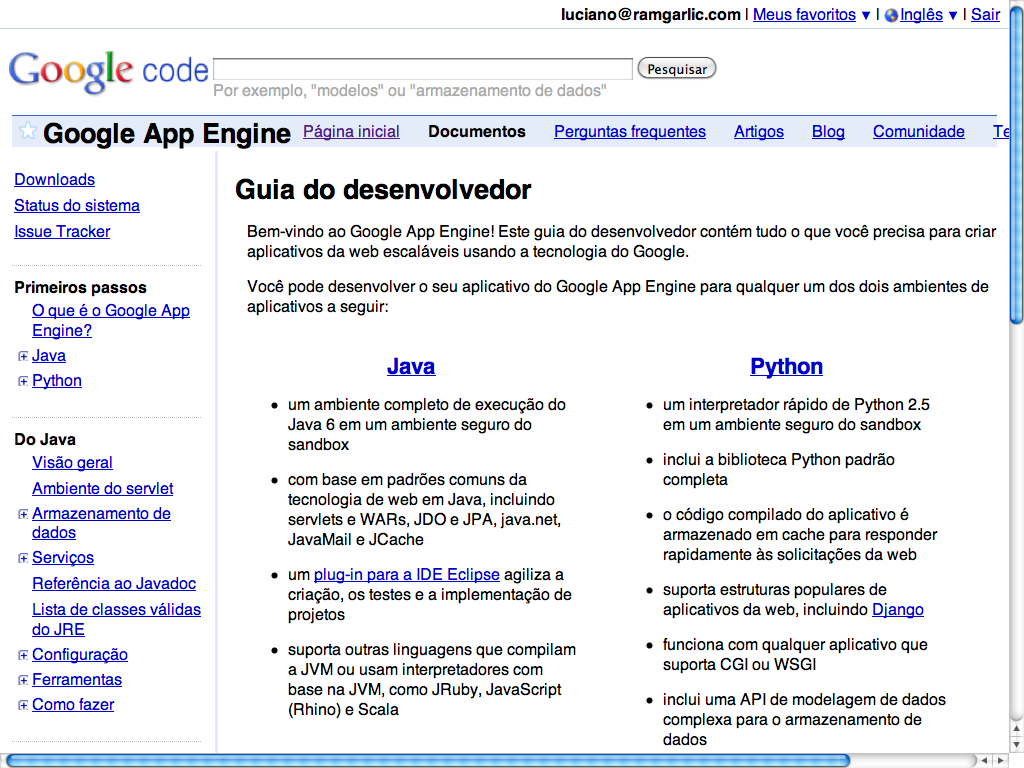 luciano@ramgarlic.com | Meus favoritos ▼ | Inglês ▼ | Sair
Google code
Pesquisar
Por exemplo, "modelos" ou "armazenamento de dados"
Google App Engine Página inicial Documentos Perguntas frequentes Artigos Blog Comunidade Te
Downloads
Status do sistema
Issue Tracker
Primeiros passos
O que é o Google App
Engine?
Java
Python
Do Java
Visão geral
Ambiente do servlet
Armazenamento de
dados
Serviços
Referência ao Javadoc
Lista de classes válidas
do JRE
Configuração
Ferramentas
Como fazer
Guia do desenvolvedor
Bem-vindo ao Google App Engine! Este guia do desenvolvedor contém tudo o que você precisa para criar
aplicativos da web escaláveis usando a tecnologia do Google.
Você pode desenvolver o seu aplicativo do Google App Engine para qualquer um dos dois ambientes de
aplicativos a seguir:
Java
• um ambiente completo de execução do
Java 6 em um ambiente seguro do
sandbox
• com base em padrões comuns da
tecnologia de web em Java, incluindo
servlets e WARs, JDO e JPA, java.net,
JavaMail e JCache
• um plug-in para a IDE Eclipse agiliza a
criação, os testes e a implementação de
projetos
• suporta outras linguagens que compilam
a JVM ou usam interpretadores com
base na JVM, como JRuby, JavaScript
(Rhino) e Scala
Python
• um interpretador rápido de Python 2.5
em um ambiente seguro do sandbox
• inclui a biblioteca Python padrão
completa
• o código compilado do aplicativo é
armazenado em cache para responder
rapidamente às solicitações da web
• suporta estruturas populares de
aplicativos da web, incluindo Django
• funciona com qualquer aplicativo que
suporta CGI ou WSGI
• inclui uma API de modelagem de dados
complexa para o armazenamento de
dados